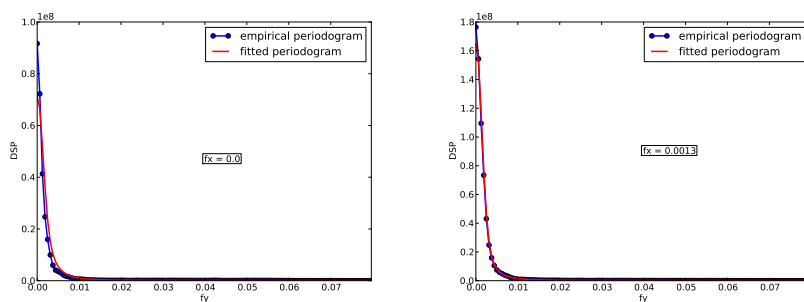 1e8
1.0
0.8
0.6
0.4
0.2
0.0
DSP
0.00 0.01 0.02 0.03 0.04 0.05 0.06 0.07
fy
empirical periodogram
fitted periodogram
fx = 0.0
1e8
1.8
1.6
1.4
1.2
1.0
0.8
0.6
0.4
0.2
0.0
DSP
0.00 0.01 0.02 0.03 0.04 0.05 0.06 0.07
fy
empirical periodogram
fitted periodogram
fx = 0.0013